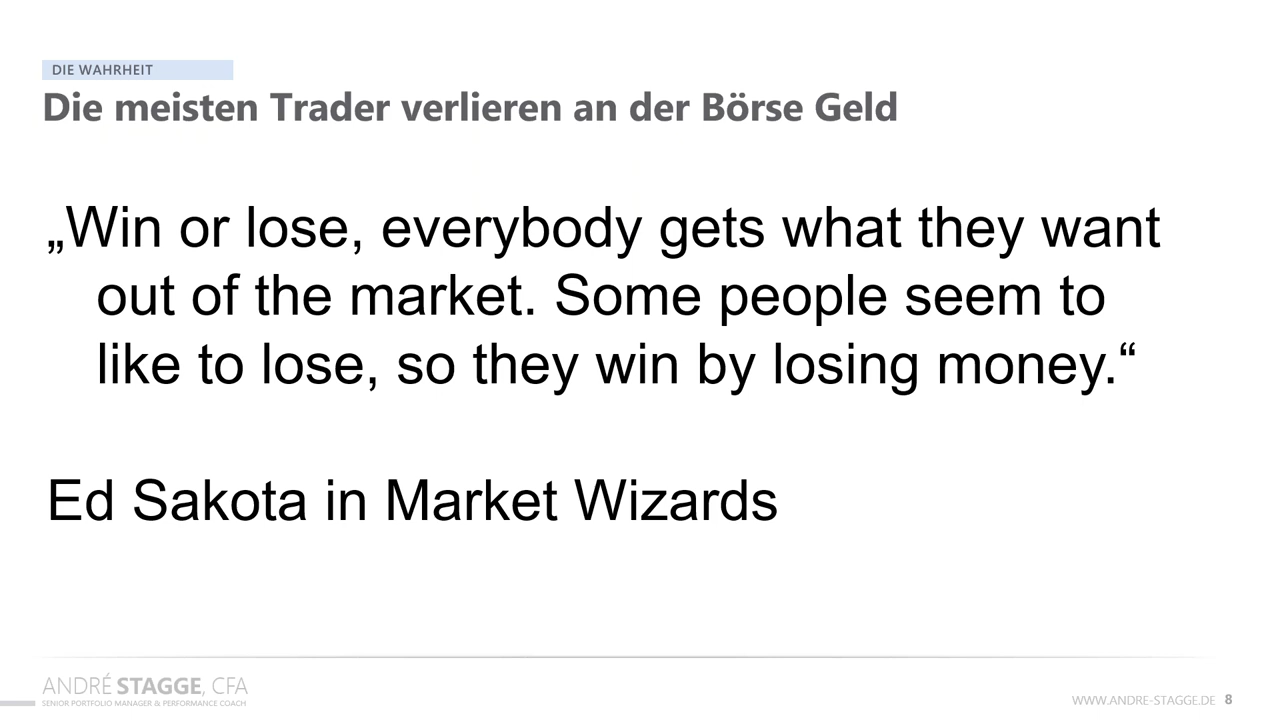 DIE WAHRHEIT
Die meisten Trader verlieren an der Börse Geld
„Win or lose, everybody gets what they want
out of the market. Some people seem to
like to lose, so they win by losing money.“
Ed Sakota in Market Wizards
ANDRÉ STAGGE, CFA
SENIOR PORTFOLIO MANAGER & PERFORMANCE COACH
WWW.ANDRE-STAGGE.DE 8